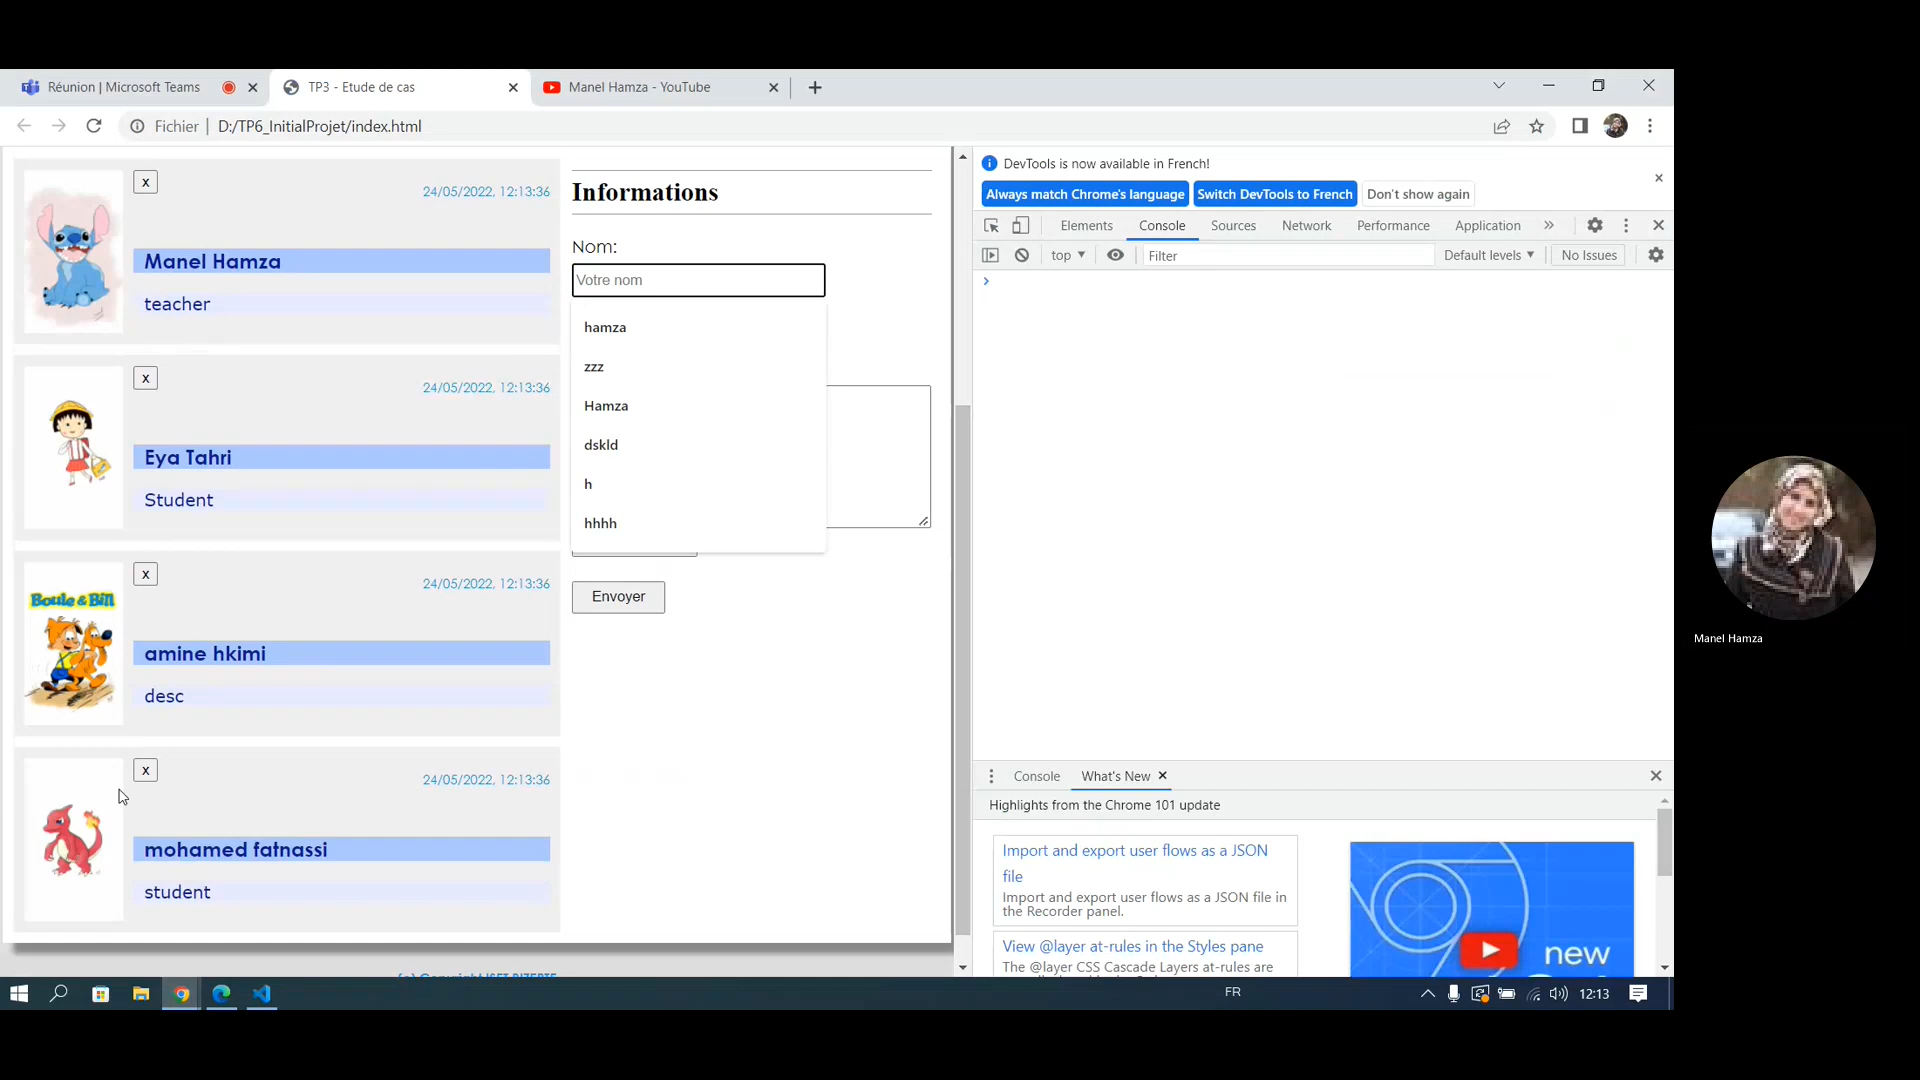 Réunion | Microsoft Teams
TP3 - Etude de cas
Manel Hamza - YouTube
Fichier | D:/TP6_InitialProjet/index.html
x
24/05/2022, 12:13:36
Manel Hamza
teacher
x
24/05/2022, 12:13:36
Eya Tahri
Student
Boule & Bill
x
24/05/2022, 12:13:36
amine hkimi
desc
x
24/05/2022, 12:13:36
mohamed fatnassi
student
Informations
Nom:
Votre nom
hamza
zzz
Hamza
dskld
h
hhhh
Envoyer
(c) Copyright ISET BIZERTE
DevTools is now available in French!
Always match Chrome's language
Switch DevTools to French
Don't show again
Elements
Console
Sources
Network
Performance
Application
top
Filter
Default levels
No Issues
Console
What's New
Highlights from the Chrome 101 update
Import and export user flows as a JSON
file
Import and export user flows as a JSON file in
the Recorder panel.
View @layer at-rules in the Styles pane
The @layer CSS Cascade Layers at-rules are
new
FR
12:13
Manel Hamza